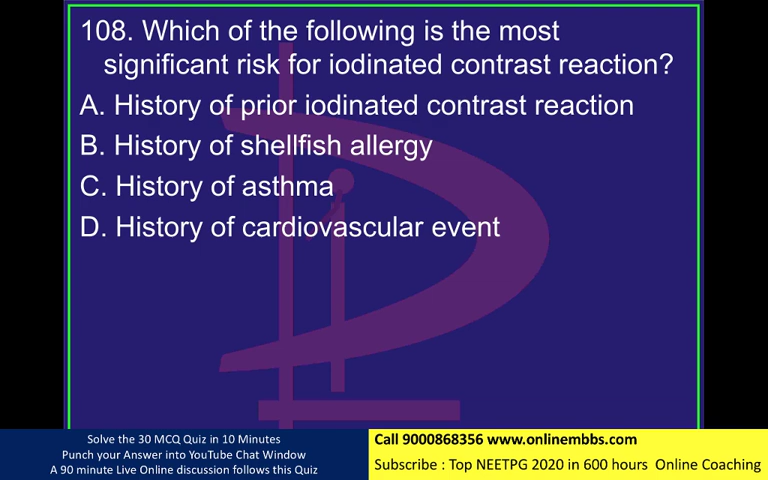 108. Which of the following is the most
significant risk for iodinated contrast reaction?
A. History of prior iodinated contrast reaction
B. History of shellfish allergy
C. History of asthma
D. History of cardiovascular event
Solve the 30 MCQ Quiz in 10 Minutes
Punch your Answer into YouTube Chat Window
A 90 minute Live Online discussion follows this Quiz
Call 9000868356 www.onlinembbs.com
Subscribe : Top NEETPG 2020 in 600 hours Online Coaching